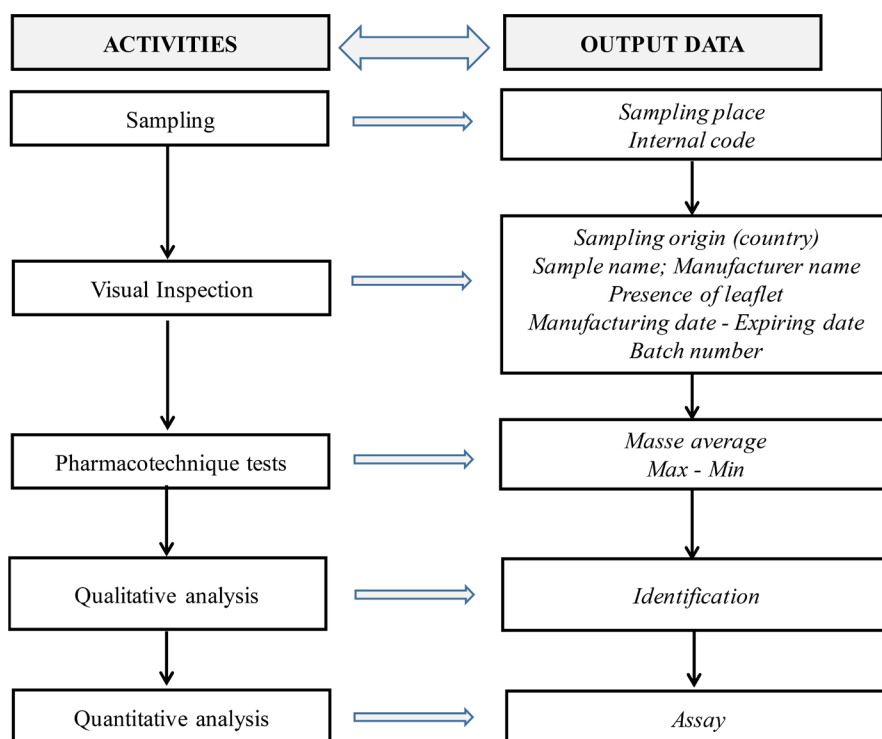 ACTIVITIES
OUTPUT DATA
Sampling
Sampling place
Internal code
Visual Inspection
Sampling origin (country)
Sample name; Manufacturer name
Presence of leaflet
Manufacturing date - Expiring date
Batch number
Pharmacotechnique tests
Masse average
Max - Min
Qualitative analysis
Identification
Quantitative analysis
Assay